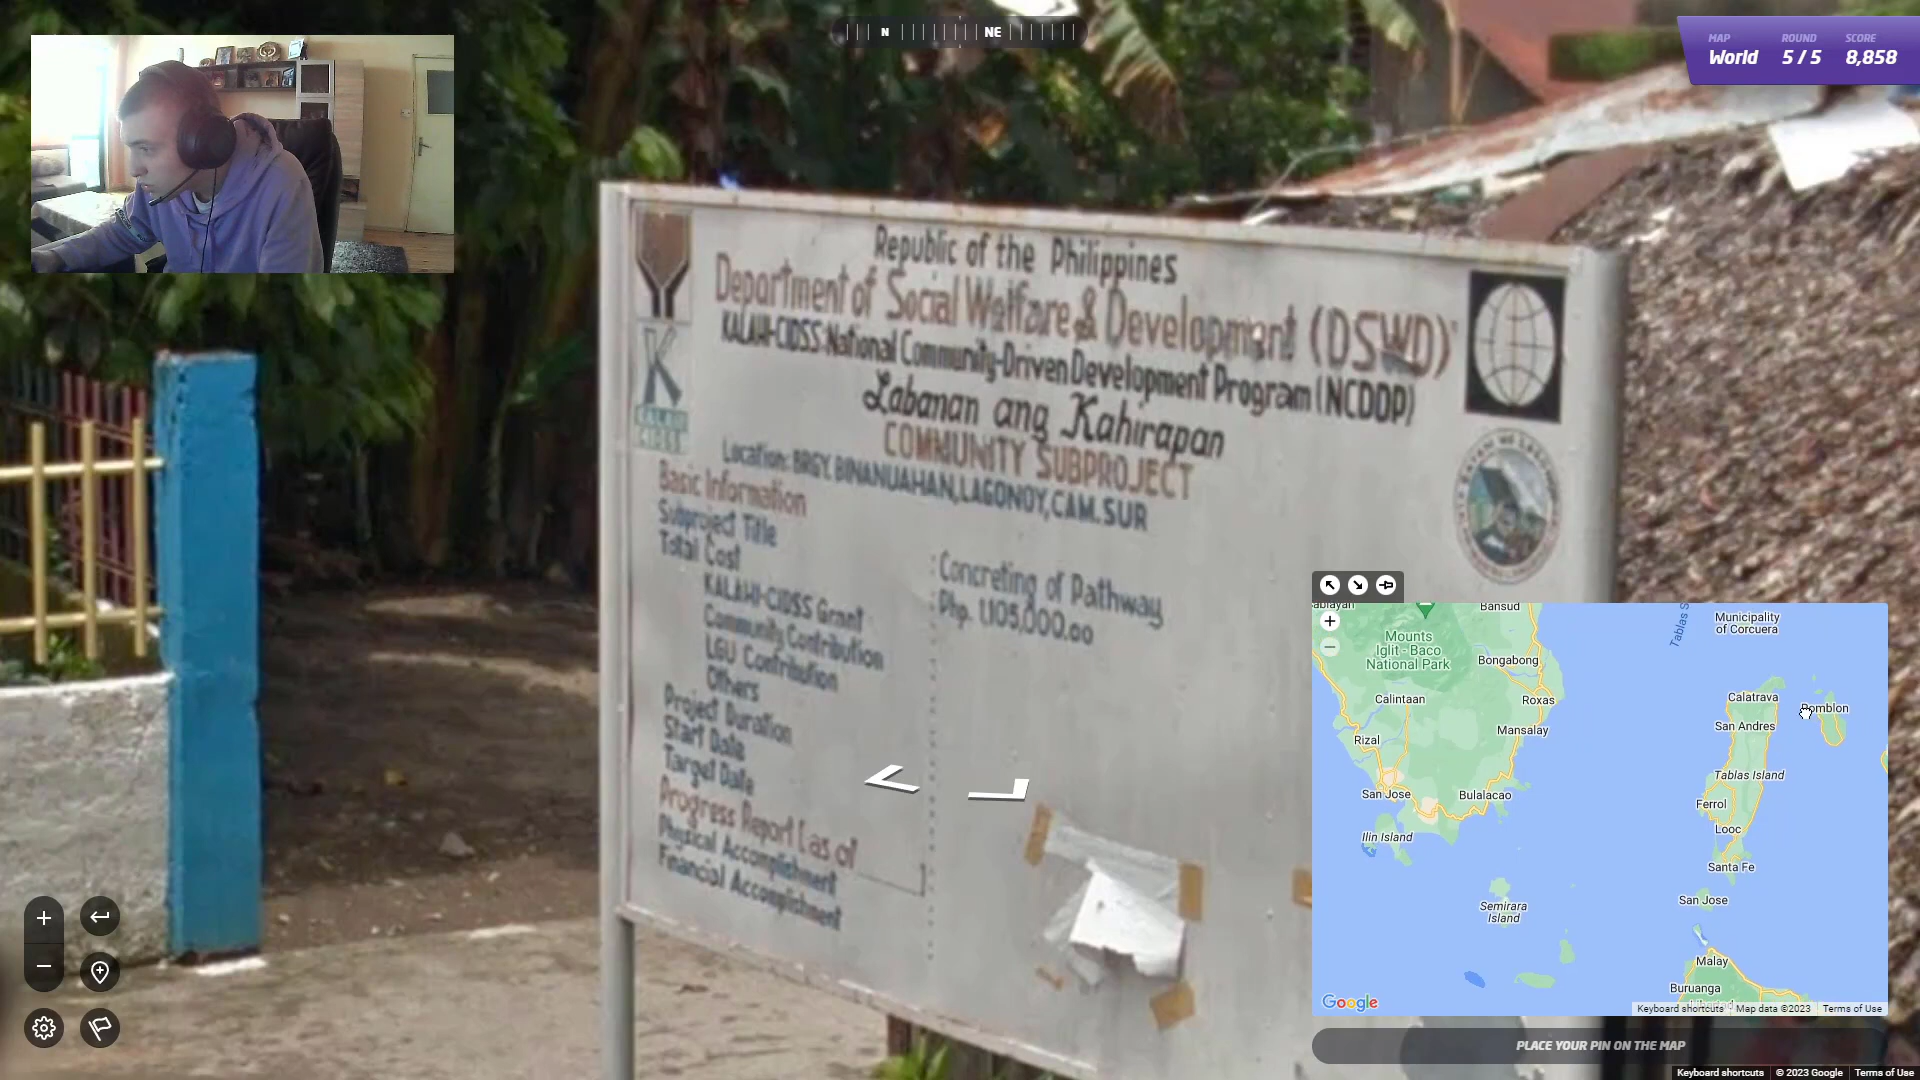 N
NE
MAP
World
ROUND
5 / 5
SCORE
8,858
Republic of the Philippines
Department of Social Welfare & Development (DSWD)
KALAHI-CIDSS-National Community-Driven Development Program (NCDDP)
Labanan ang Kahirapan
COMMUNITY SUBPROJECT
Location: BRGY. BINANUAHAN, LAGONOY, CAM. SUR
KALAHI
CIDSS
Basic Information
Subproject Title : Concreting of Pathway
Total Cost : Php. 1,105,000.00
KALAHI-CIDSS Grant
Community Contribution
LGU Contribution
Others
Project Duration
Start Date
Target Date
Progress Report [as of ______]
Physical Accomplishment
Financial Accomplishment
Bansud
Mounts
Iglit - Baco
National Park
Bongabong
Calintaan
Roxas
Mansalay
Rizal
San Jose
Bulalacao
Ilin Island
Semirara
Island
Tablas S
Municipality
of Corcuera
Calatrava
Romblon
San Andres
Tablas Island
Ferrol
Looc
Santa Fe
San Jose
Malay
Buruanga
Google
Keyboard shortcuts
Map data ©2023
Terms of Use
PLACE YOUR PIN ON THE MAP
Keyboard shortcuts
© 2023 Google
Terms of Use